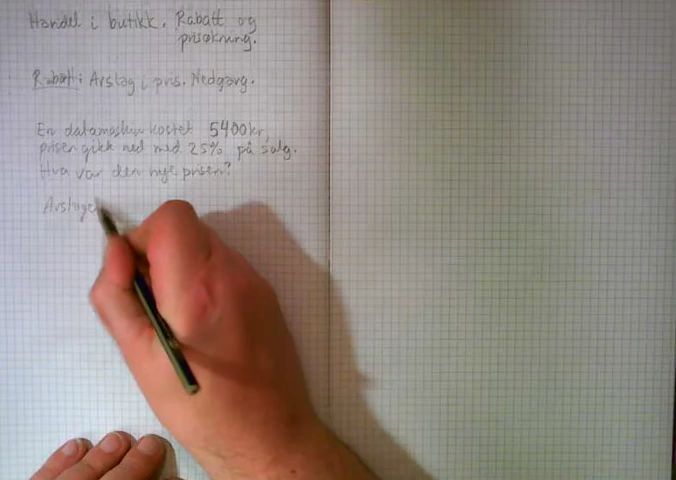 Handel i butikk. Rabatt og
prisøkning.
Rabatt: Avslag i pris. Nedgang.
En datamaskin kostet 5400kr,
prisen gikk ned med 25% på salg.
Hva var den nye prisen?
Avslage